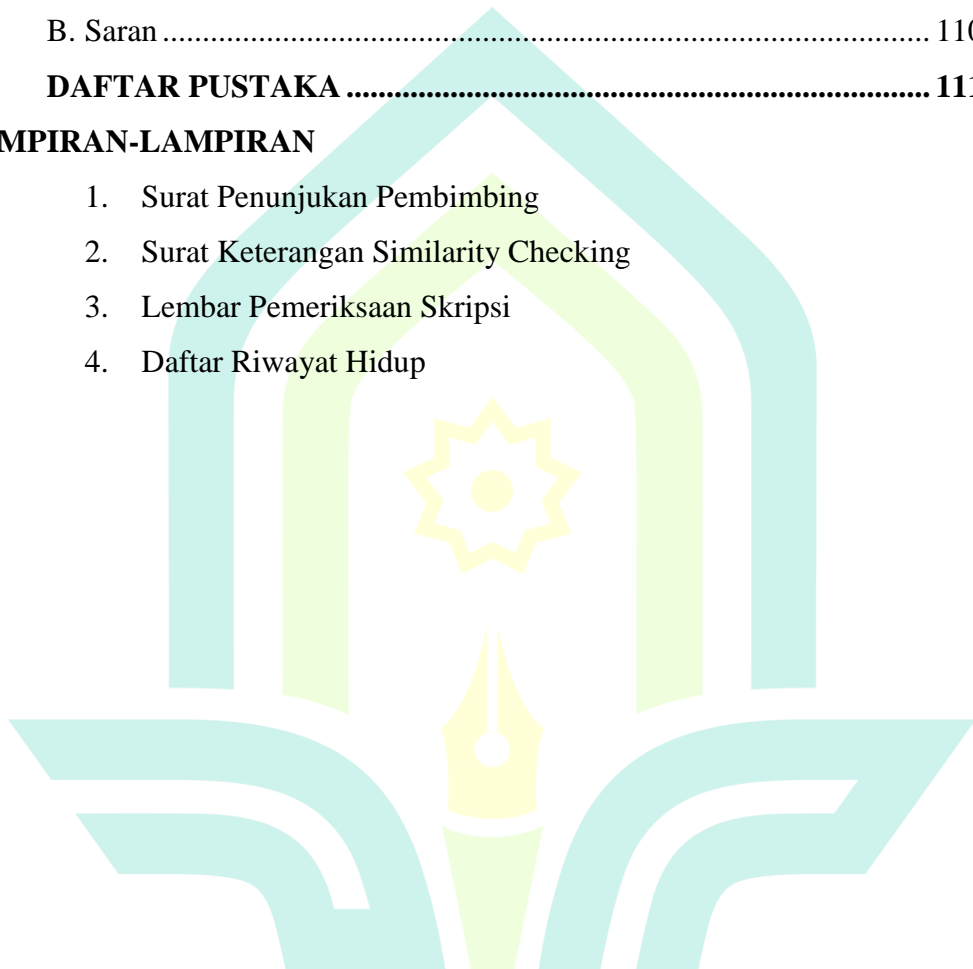 B. Saran ................................................................................................. 110
DAFTAR PUSTAKA ......................................................................... 111
MPIRAN-LAMPIRAN
1. Surat Penunjukan Pembimbing
2. Surat Keterangan Similarity Checking
3. Lembar Pemeriksaan Skripsi
4. Daftar Riwayat Hidup